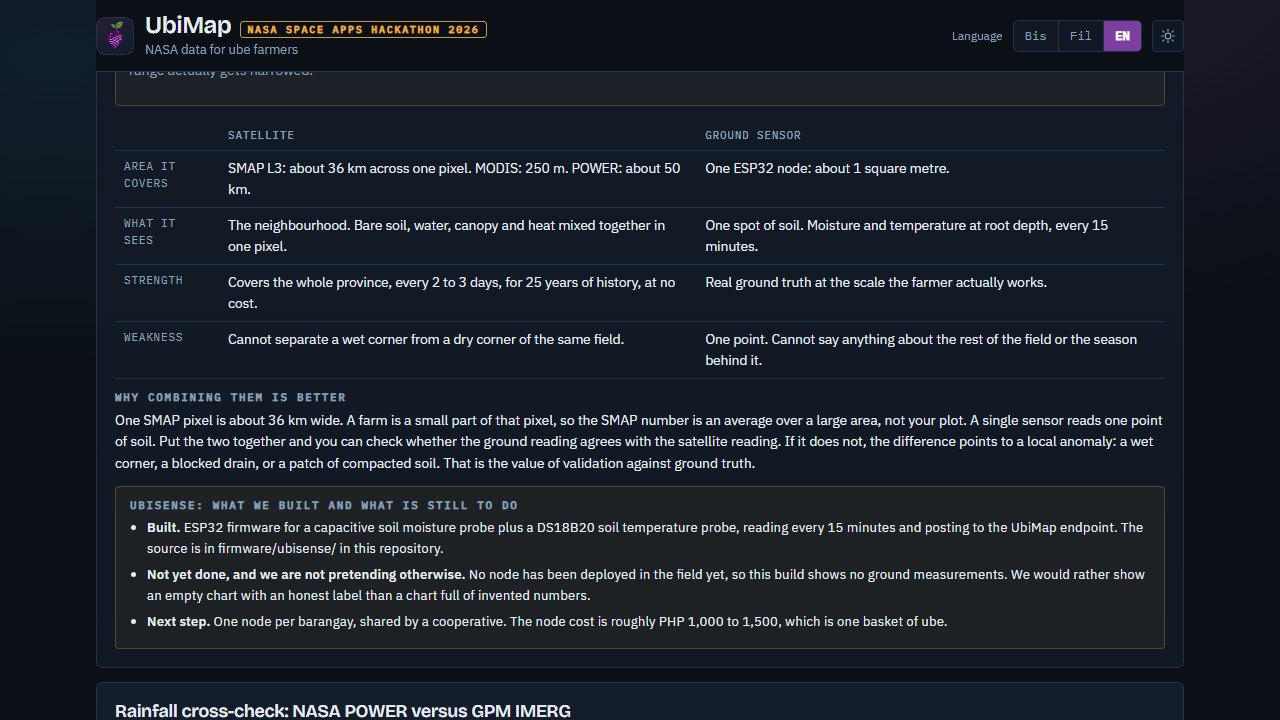 UbiMap NASA SPACE APPS HACKATHON 2026
NASA data for ube farmers
Language Bis Fil EN
range actually gets narrowed.
SATELLITE GROUND SENSOR
AREA IT COVERS
SMAP L3: about 36 km across one pixel. MODIS: 250 m. POWER: about 50
km.
One ESP32 node: about 1 square metre.
WHAT IT SEES
The neighbourhood. Bare soil, water, canopy and heat mixed together in
one pixel.
One spot of soil. Moisture and temperature at root depth, every 15
minutes.
STRENGTH
Covers the whole province, every 2 to 3 days, for 25 years of history, at no
cost.
Real ground truth at the scale the farmer actually works.
WEAKNESS
Cannot separate a wet corner from a dry corner of the same field.
One point. Cannot say anything about the rest of the field or the season
behind it.
WHY COMBINING THEM IS BETTER
One SMAP pixel is about 36 km wide. A farm is a small part of that pixel, so the SMAP number is an average over a large area, not your plot. A single sensor reads one point
of soil. Put the two together and you can check whether the ground reading agrees with the satellite reading. If it does not, the difference points to a local anomaly: a wet
corner, a blocked drain, or a patch of compacted soil. That is the value of validation against ground truth.
UBISENSE: WHAT WE BUILT AND WHAT IS STILL TO DO
• Built. ESP32 firmware for a capacitive soil moisture probe plus a DS18B20 soil temperature probe, reading every 15 minutes and posting to the UbiMap endpoint. The
source is in firmware/ubisense/ in this repository.
• Not yet done, and we are not pretending otherwise. No node has been deployed in the field yet, so this build shows no ground measurements. We would rather show
an empty chart with an honest label than a chart full of invented numbers.
• Next step. One node per barangay, shared by a cooperative. The node cost is roughly PHP 1,000 to 1,500, which is one basket of ube.
Rainfall cross-check: NASA POWER versus GPM IMERG